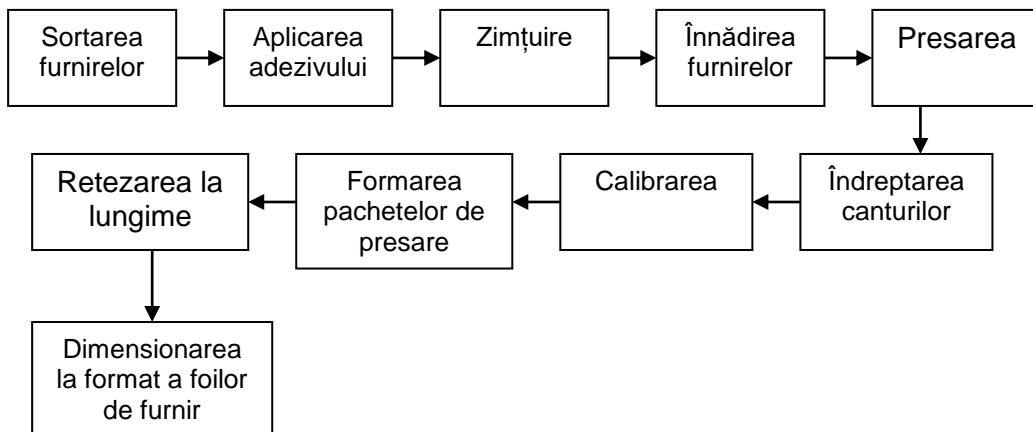 Sortarea
furnirelor
Aplicarea
adezivului
Zimțuire
Înnădirea
furnirelor
Presarea
Îndreptarea
canturilor
Calibrarea
Formarea
pachetelor de
presare
Retezarea la
lungime
Dimensionarea
la format a foilor
de furnir